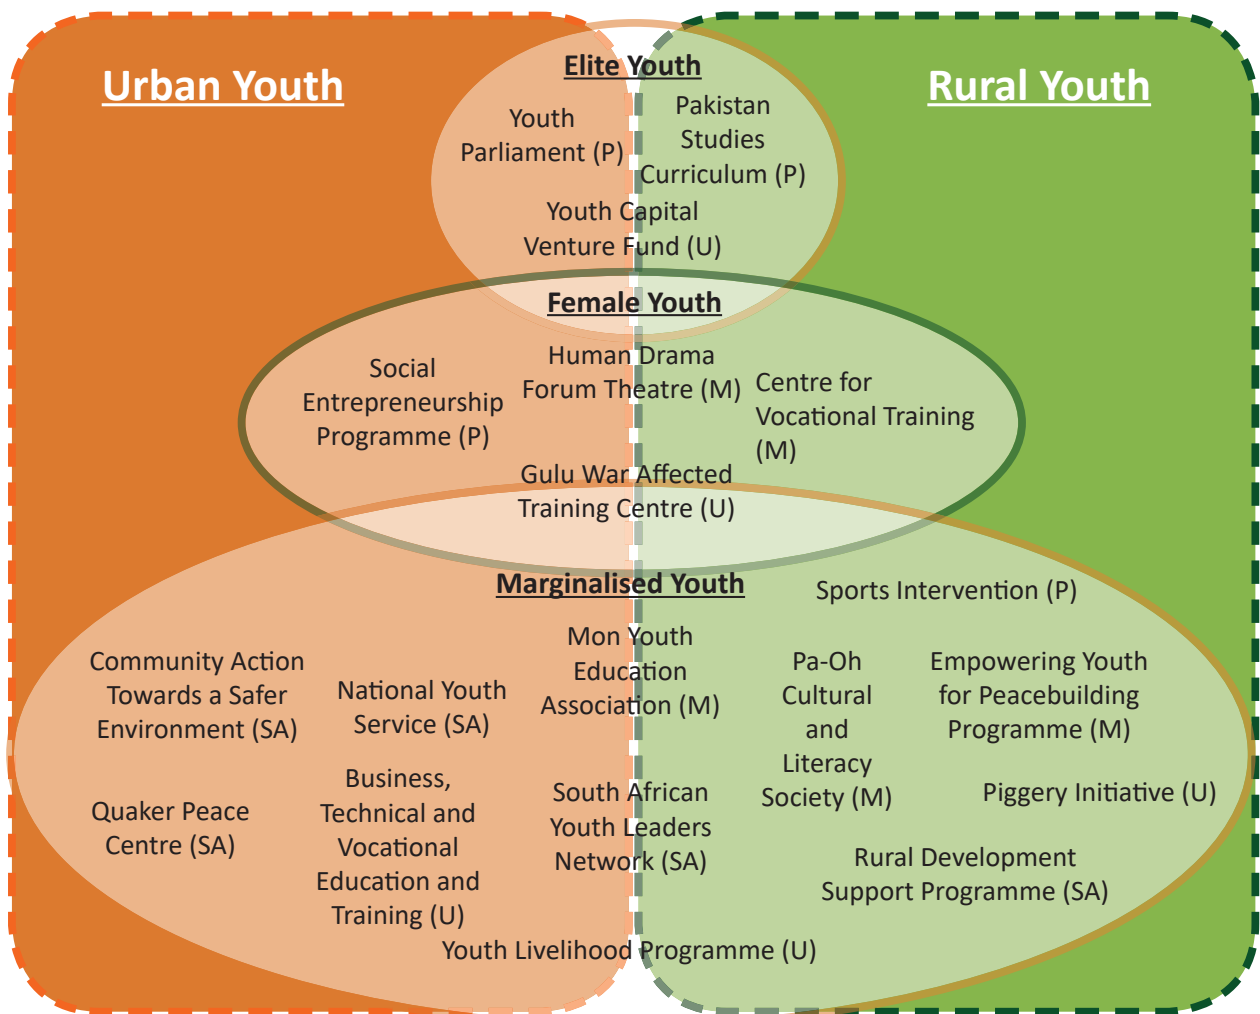 Urban Youth
Rural Youth
Elite Youth
Youth
Parliament (P)
Pakistan
Studies
Curriculum (P)
Youth Capital
Venture Fund (U)
Female Youth
Social
Entrepreneurship
Programme (P)
Human Drama
Forum Theatre (M)
Centre for
Vocational Training
(M)
Gulu War Affected
Training Centre (U)
Marginalised Youth
Sports Intervention (P)
Community Action
Towards a Safer
Environment (SA)
National Youth
Service (SA)
Mon Youth
Education
Association (M)
Pa-Oh
Cultural
and
Literacy
Society (M)
Empowering Youth
for Peacebuilding
Programme (M)
Quaker Peace
Centre (SA)
Business,
Technical and
Vocational
Education and
Training (U)
South African
Youth Leaders
Network (SA)
Piggery Initiative (U)
Rural Development
Support Programme (SA)
Youth Livelihood Programme (U)